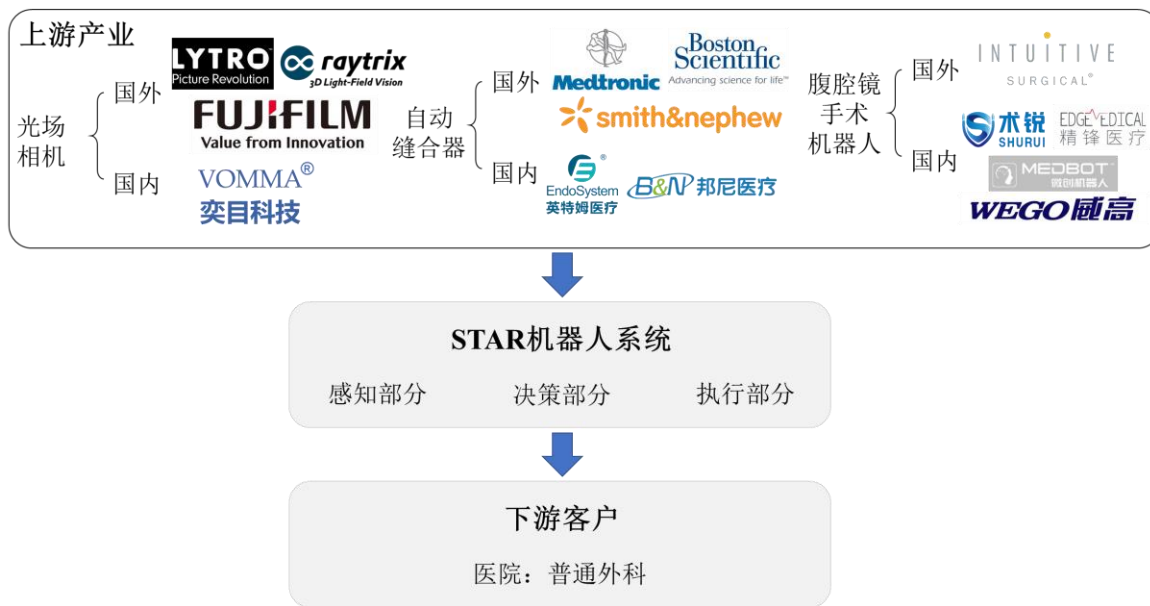 上游产业
光场
相机
国外
LYTRO
Picture Revolution
raytrix
3D Light-Field Vision
FUJIFILM
Value from Innovation
国内
VOMMA®
奕目科技
自动
缝合器
国外
Medtronic
Boston
Scientific
Advancing science for life™
smith&nephew
国内
EndoSystem ®
英特姆医疗
B&N 邦尼医疗
腹腔镜
手术
机器人
国外
INTUITIVE
SURGICAL®
国内
术锐
SHURUI
EDGE MEDICAL
精锋医疗
MEDBOT™
微创机器人
WEGO威高
STAR机器人系统
感知部分 决策部分 执行部分
下游客户
医院：普通外科